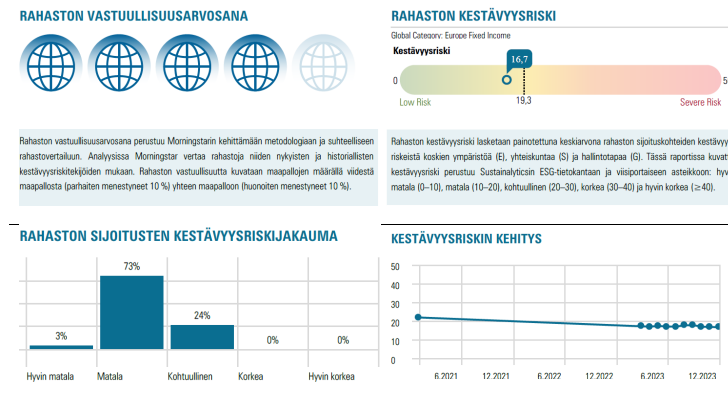 RAHASTON VASTUULLISUUSARVOSANA
Rahaston vastuullisuusarvosana perustuu Morningstarin kehittämään metodologiaan ja suhteelliseen
rahastovertailuun. Analyysissa Morningstar vertaa rahastoja niiden nykyisten ja historiallisten
kestävyysriskitekijöiden mukaan. Rahaston vastuullisuutta kuvataan maapallojen määrällä viidestä
maapallosta (parhaiten menestyneet 10 %) yhteen maapalloon (huonoiten menestyneet 10 %).
RAHASTON KESTÄVYYSRISKI
Global Category: Europe Fixed Income
Kestävyysriski
16,7
0
5
Low Risk
19,3
Severe Risk
Rahaston kestävyysriski lasketaan painotettuna keskiarvona rahaston sijoituskohteiden kestävyy
riskeistä koskien ympäristöä (E), yhteiskuntaa (S) ja hallintotapaa (G). Tässä raportissa kuvatt
kestävyysriski perustuu Sustainalyticsin ESG-tietokantaan ja viisiportaiseen asteikkoon: hyv
matala (0–10), matala (10–20), kohtuullinen (20–30), korkea (30–40) ja hyvin korkea (≥40).
RAHASTON SIJOITUSTEN KESTÄVYYSRISKIJAKAUMA
73%
24%
3%
0%
0%
Hyvin matala
Matala
Kohtuullinen
Korkea
Hyvin korkea
KESTÄVYYSRISKIN KEHITYS
50
40
30
20
10
0
6.2021
12.2021
6.2022
12.2022
6.2023
12.2023